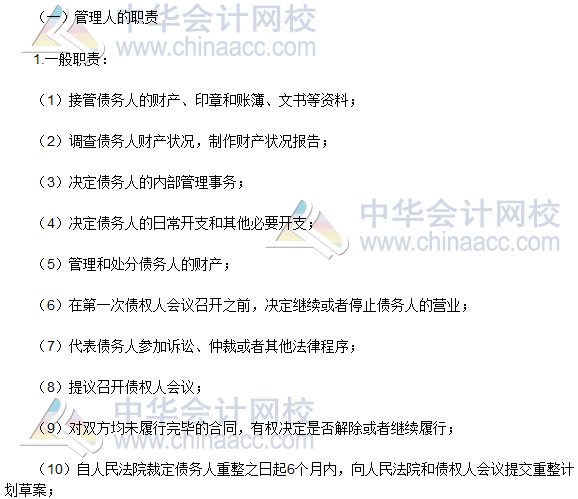 （一）管理人的职责
中华会计网校
www.chinaacc.com
1.一般职责：
（1）接管债务人的财产、印章和账簿、文书等资料；
（2）调查债务人财产状况，制作财产状况报告；
（3）决定债务人的内部管理事务；
（4）决定债务人的日常开支和其他必要开支；
中华会计网校
www.chinaacc.com
（5）管理和处分债务人的财产；
（6）在第一次债权人会议召开之前，决定继续或者停止债务人的营业；
（7）代表债务人参加诉讼、仲裁或者其他法律程序；
（8）提议召开债权人会议；
中华会计网校
www.chinaacc.com
（9）对双方均未履行完毕的合同，有权决定是否解除或者继续履行；
（10）自人民法院裁定债务人重整之日起6个月内，向人民法院和债权人会议提交重整计
划草案；